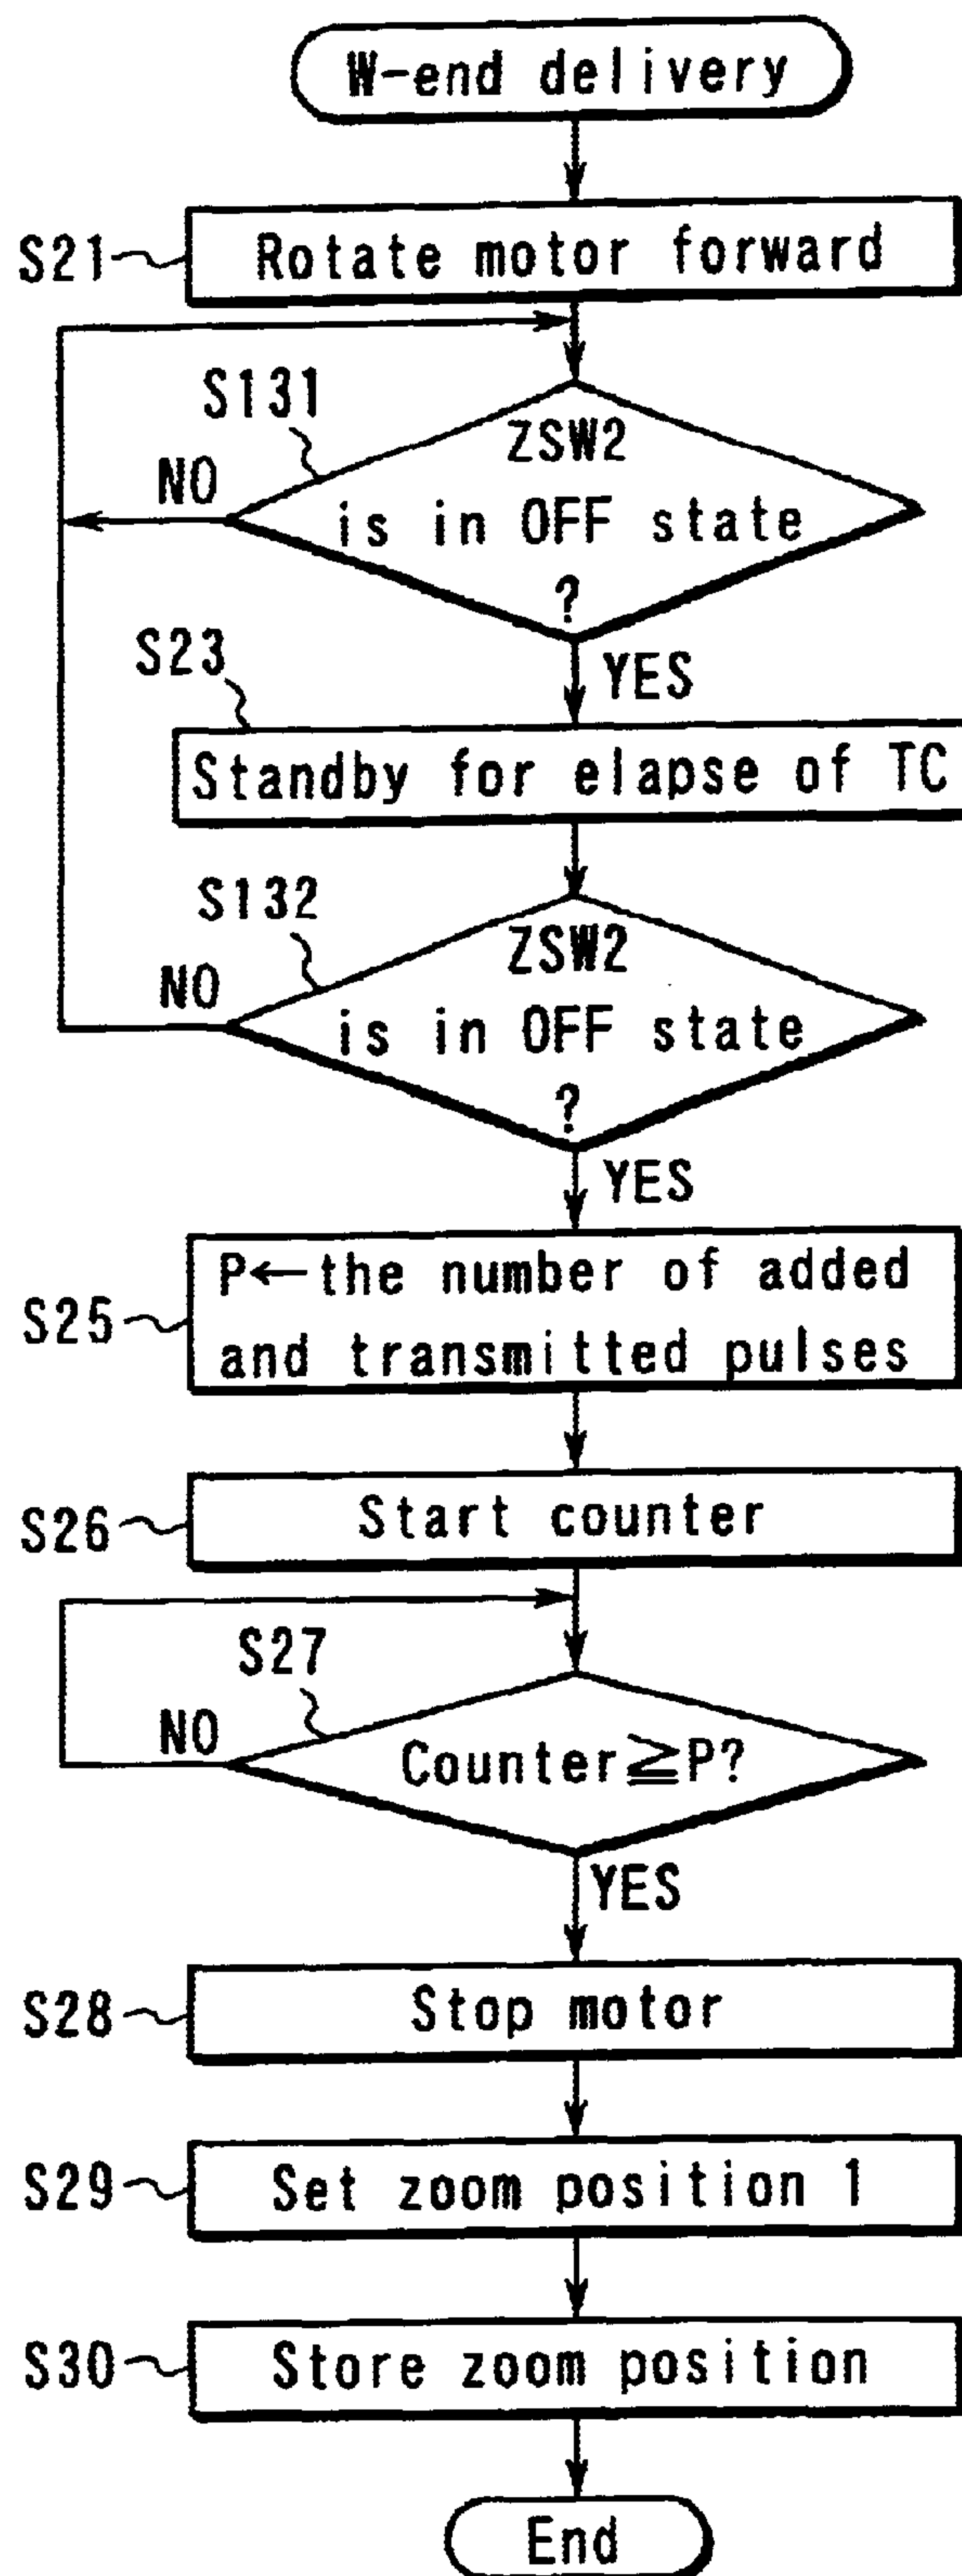 W-end delivery
S21
Rotate motor forward
S131
ZSW2
NO
is in OFF state
?
YES
S23
Standby for elapse of TC
S132
ZSW2
NO
is in OFF state
?
YES
P←the number of added
S25
and transmitted pulses
S26
Start counter
S27
NO
Counter≧P?
YES
S28
Stop motor
S29
Set zoom position 1
S30
Store zoom position
End